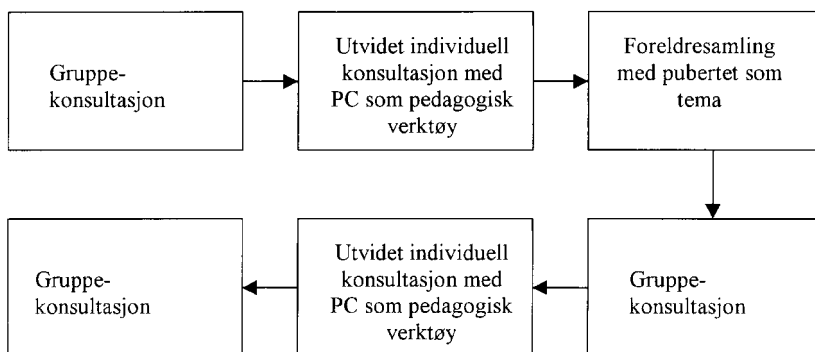 Gruppe-
konsultasjon
Utvidet individuell
konsultasjon med
PC som pedagogisk
verktøy
Foreldresamling
med pubertet som
tema
Gruppe-
konsultasjon
Utvidet individuell
konsultasjon med
PC som pedagogisk
verktøy
Gruppe-
konsultasjon